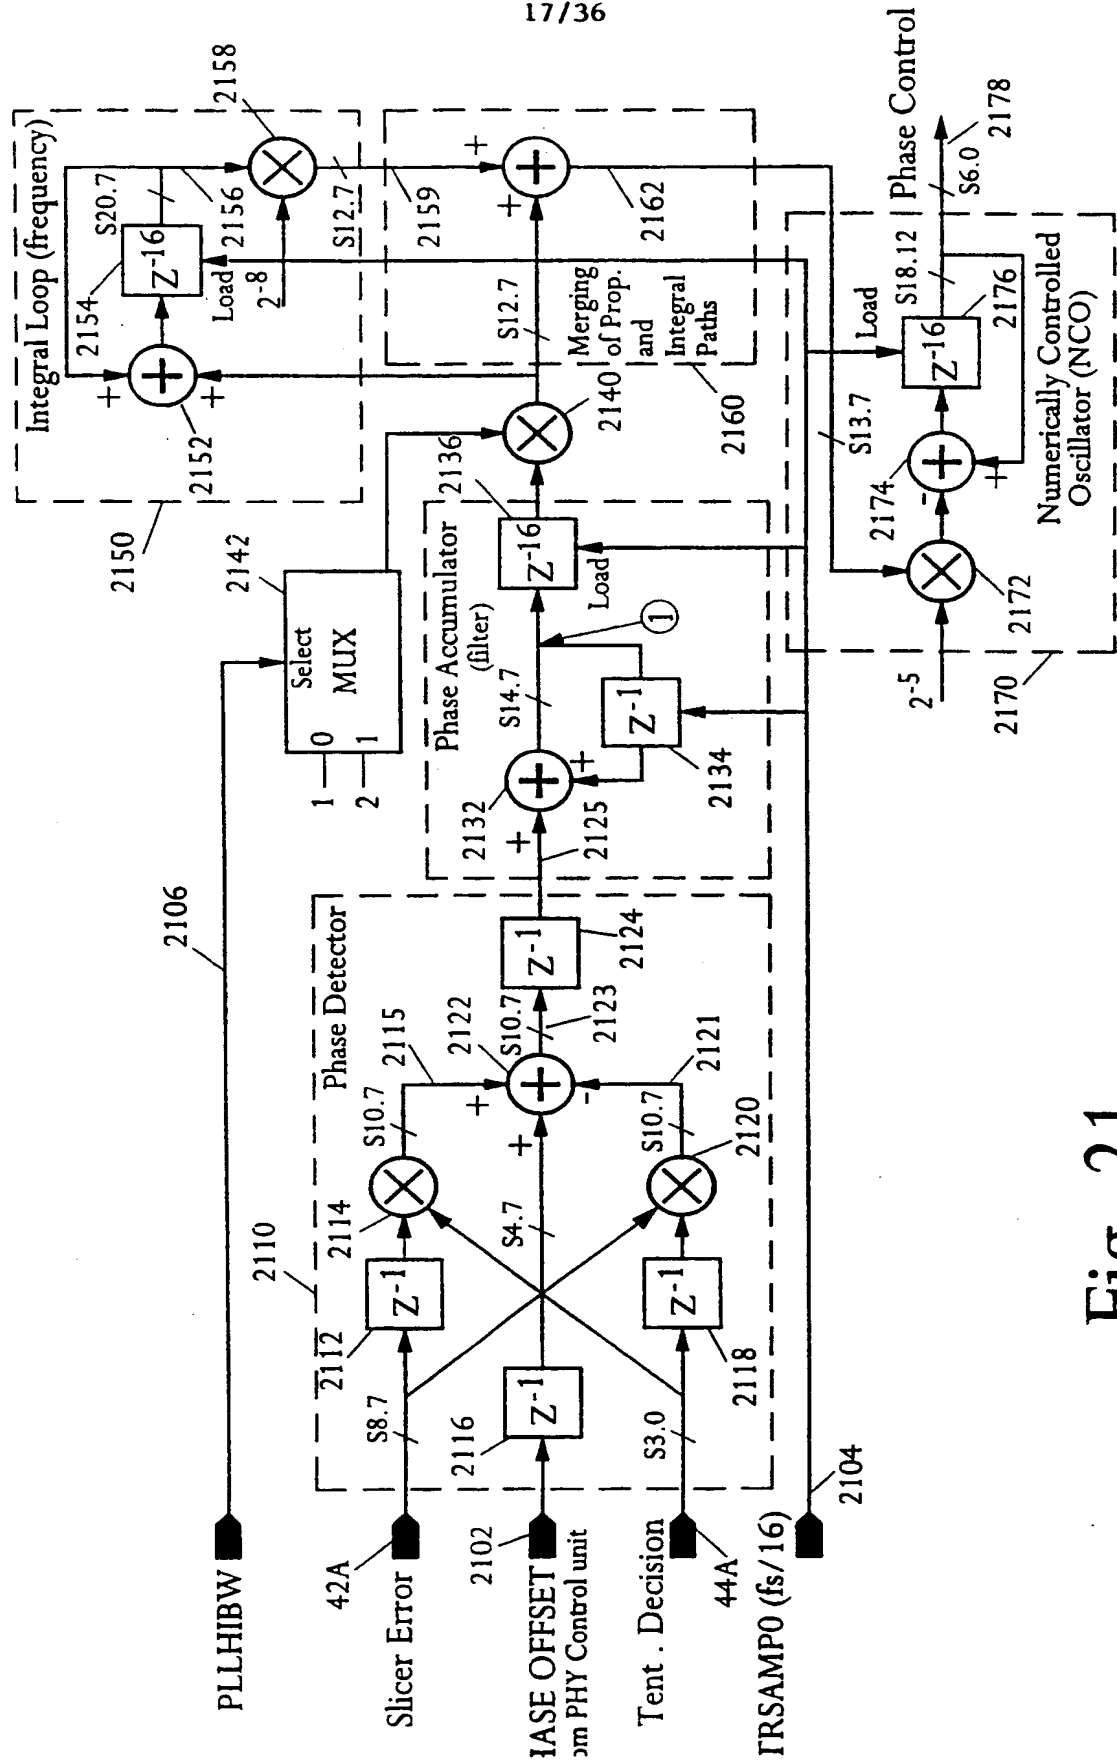 17/36
PLLHIBW
2106
42A
Slicer Error
2102
HASE OFFSET
om PHY Control unit
Tent . Decision
44A
TRSAMP0 (fs/16)
2104
2110
Phase Detector
S8.7
2112
Z-1
2114
S10.7
2115
2116
Z-1
S4.7
+
+
-
2122
S10.7
2123
Z-1
2124
S3.0
Z-1
2118
2120
S10.7
2121
1
2
0
1
Select
MUX
2142
Phase Accumulator
(filter)
2132
+
+
2125
S14.7
Z-1
2134
1
Z-16
Load
2136
2140
2150
Integral Loop (frequency)
2152
+
+
2154
Z-16
Load
S20.7
2156
2-8
2158
S12.7
2159
S12.7
Merging
of Prop.
and
Integral
Paths
2160
+
+
2162
S13.7
2-5
2170
2172
2174
-
+
Z-16
Load
2176
S18.12
Numerically Controlled
Oscillator (NCO)
Phase Control
S6.0
2178
Fig. 21